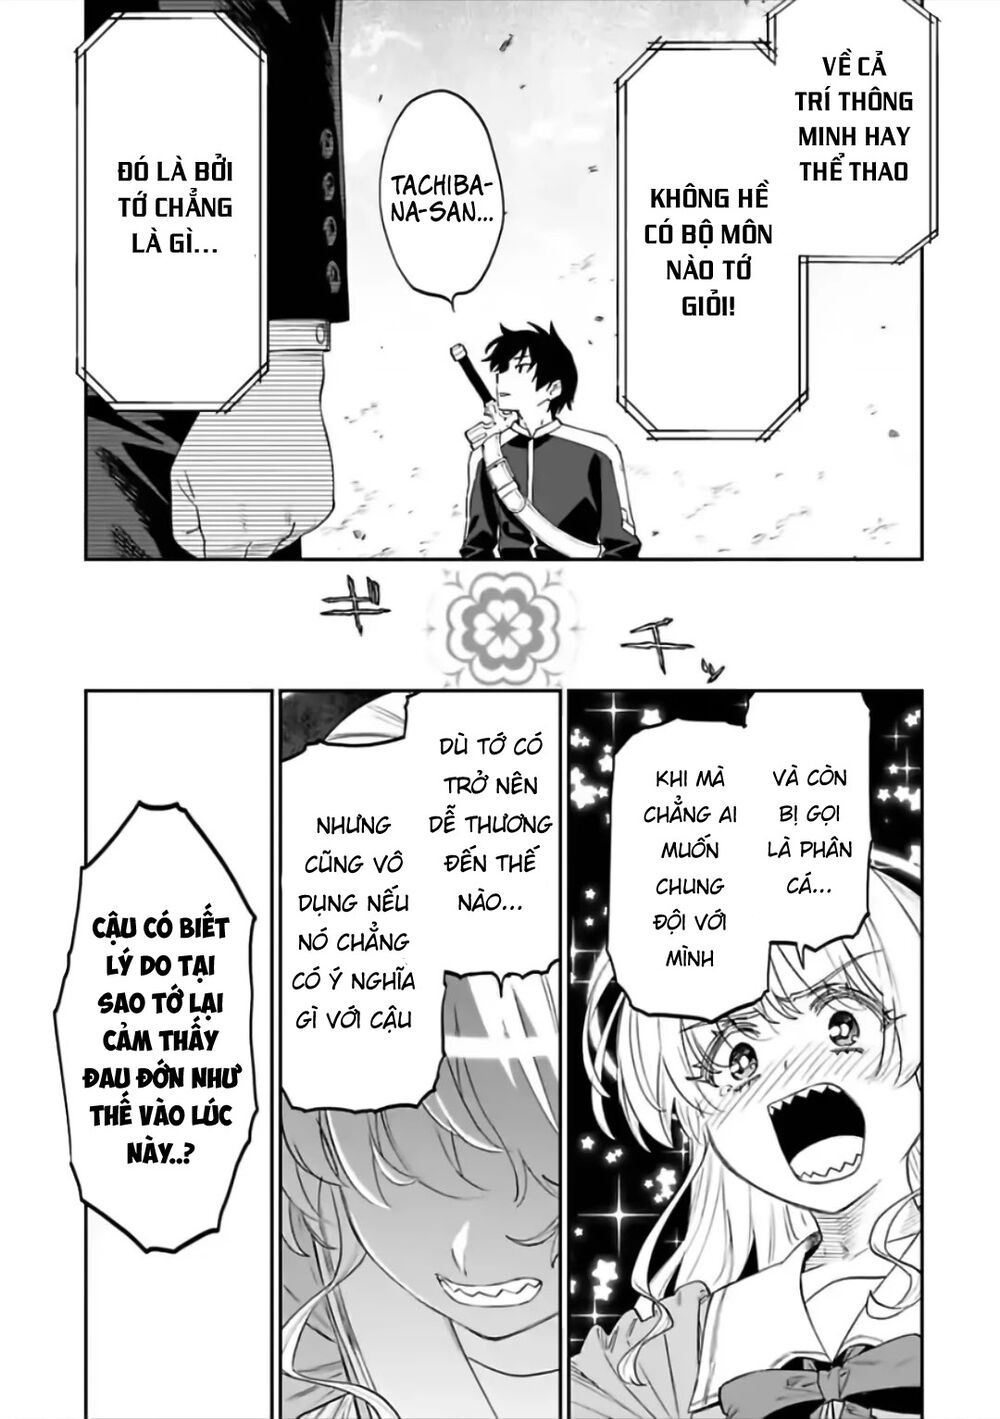 VỀ CẢ
TRÍ THÔNG
MINH HAY
THỂ THAO
KHÔNG HỀ
CÓ BỘ MÔN
NÀO TỚ
GIỎI!
TACHIBA-
NA-SAN...
ĐÓ LÀ BỞI
TỚ CHẲNG
LÀ GÌ...
ギ
チッ
VÀ CÒN
BỊ GỌI
LÀ PHÂN
CÁ...
KHI MÀ
CHẲNG AI
MUỐN
CHUNG
ĐỘI VỚI
MÌNH
DÙ TỚ CÓ
TRỞ NÊN
DỄ THƯƠNG
ĐẾN THẾ
NÀO...
NHƯNG
CŨNG VÔ
DỤNG NẾU
NÓ CHẲNG
CÓ Ý NGHĨA
GÌ VỚI CẬU
CẬU CÓ BIẾT
LÝ DO TẠI
SAO TỚ LẠI
CẢM THẤY
ĐAU ĐỚN NHƯ
THẾ VÀO LÚC
NÀY..?